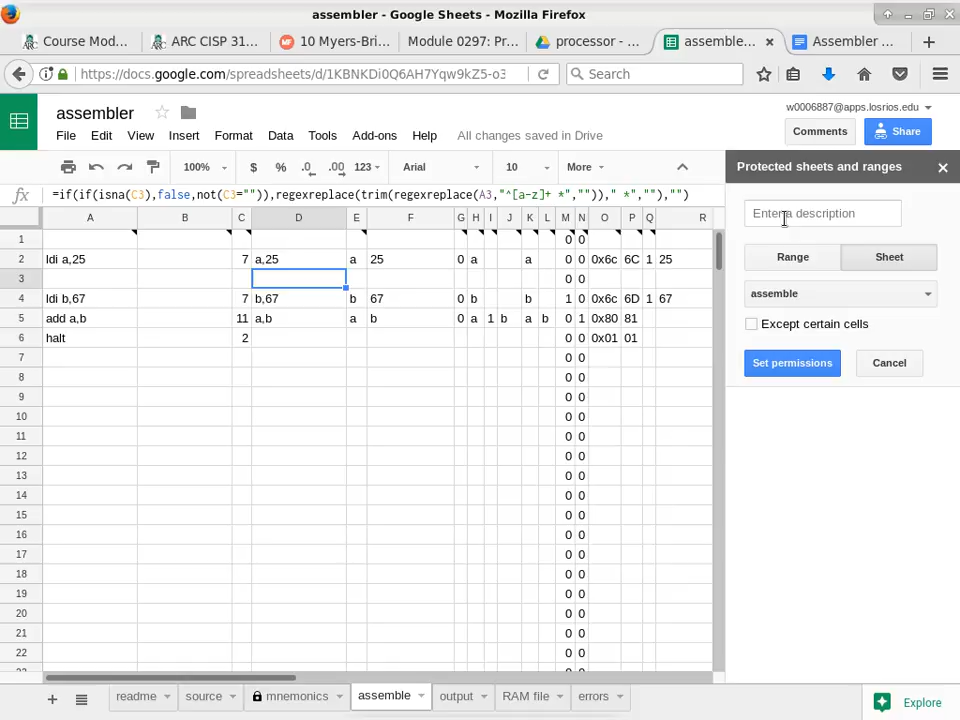 assembler - Google Sheets - Mozilla Firefox
Course Mod... ARC CISP 31... 10 Myers-Bri... Module 0297: Pr... processor - ... assemble... Assembler ...
https://docs.google.com/spreadsheets/d/1KBNKDi0Q6AH7Yqw9kZ5-o3 Search
assembler
w0006887@apps.losrios.edu
File Edit View Insert Format Data Tools Add-ons Help All changes saved in Drive
Comments Share
100% $ % .0 .00 123 Arial 10 More
Protected sheets and ranges
fx =if(if(isna(C3),false,not(C3="")),regexreplace(trim(regexreplace(A3,"^[a-z]+ *",""))," *",""),"")
Enter a description
A B C D E F G H I J K L M N O P Q R
1 0 0
2 ldi a,25 7 a,25 a 25 0 a a 0 0 0x6c 6C 1 25
3 0 0
4 ldi b,67 7 b,67 b 67 0 b b 1 0 0x6c 6D 1 67
5 add a,b 11 a,b a b 0 a 1 b a b 0 1 0x80 81
6 halt 2 0 0 0x01 01
7 0 0
8 0 0
9 0 0
10 0 0
11 0 0
12 0 0
13 0 0
14 0 0
15 0 0
16 0 0
17 0 0
18 0 0
19 0 0
20 0 0
21 0 0
22 0 0
Range Sheet
assemble
Except certain cells
Set permissions Cancel
readme source mnemonics assemble output RAM file errors
Explore